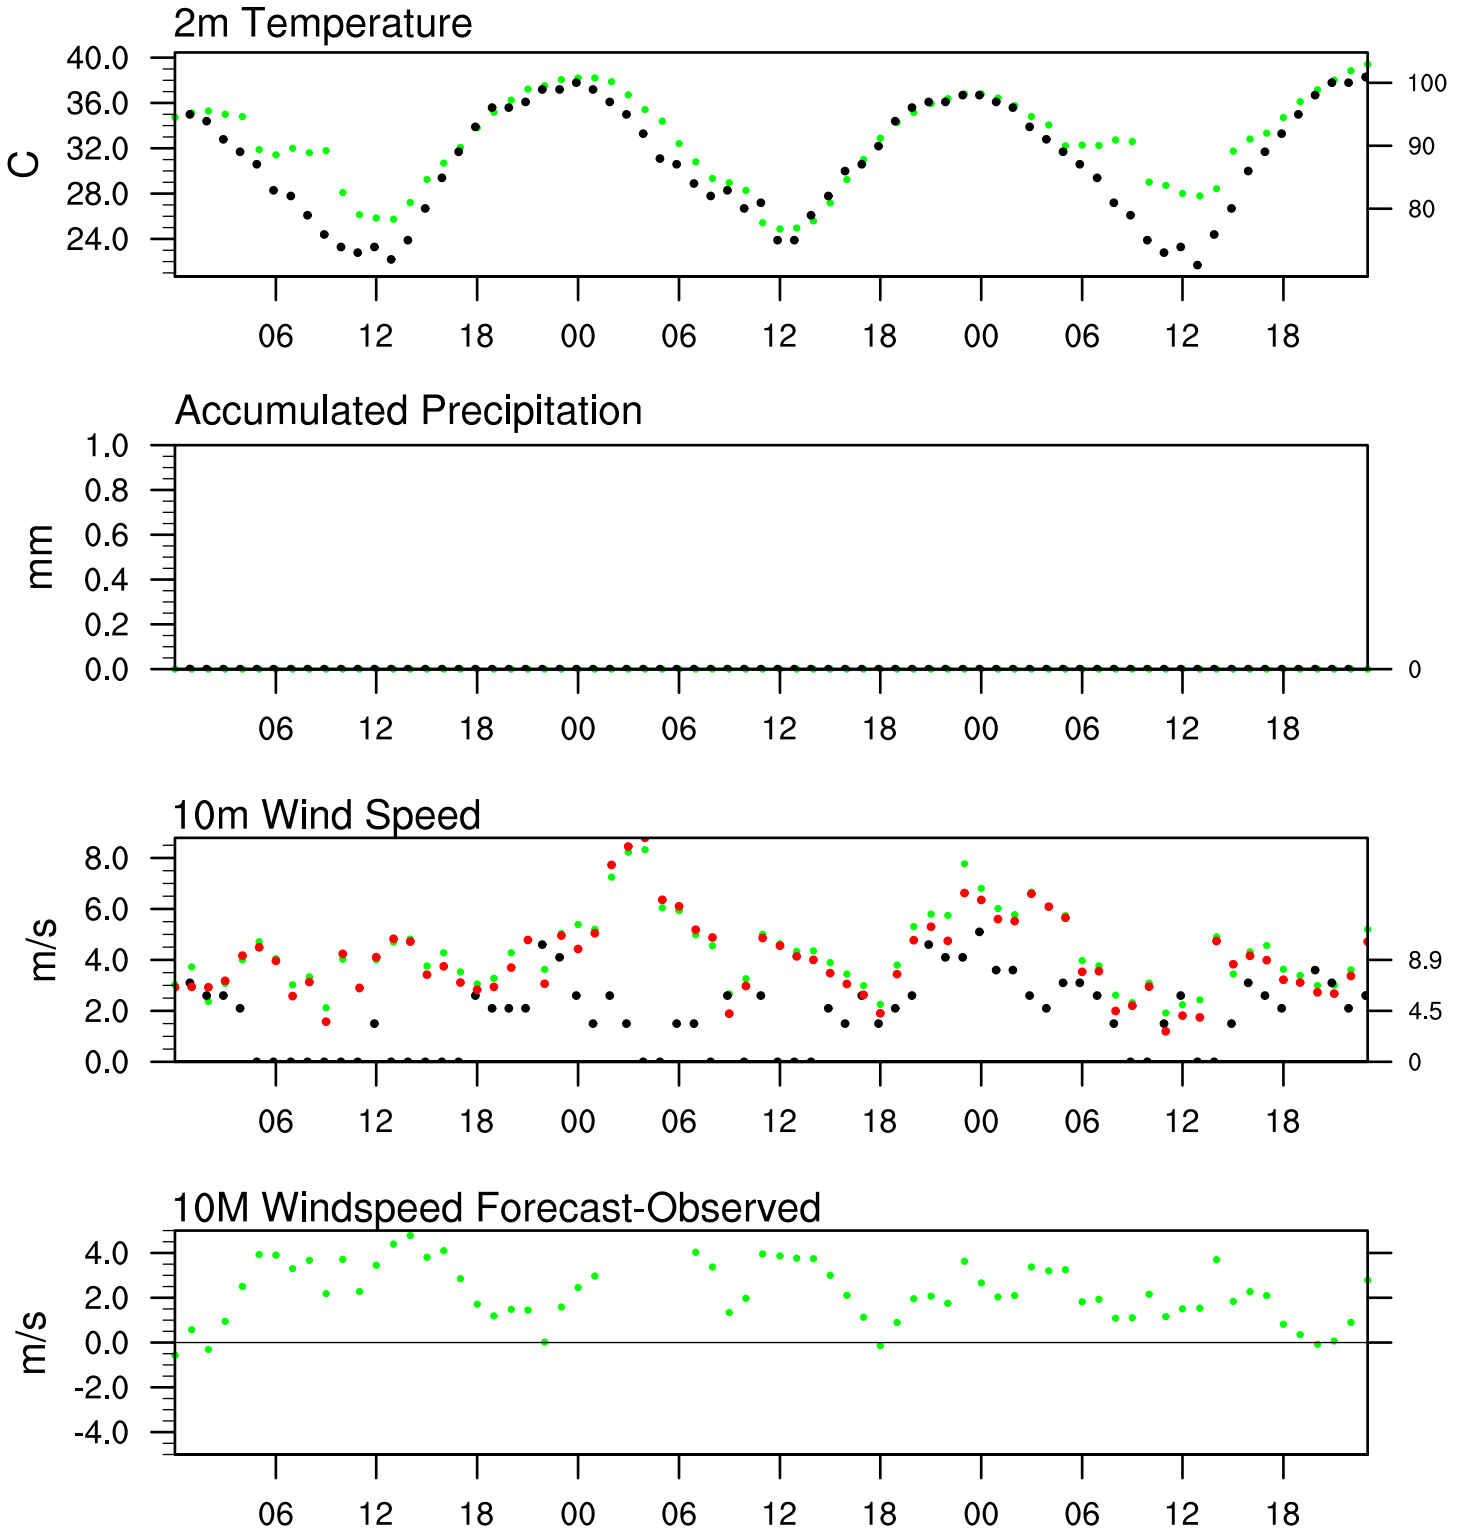 2m Temperature
40.0
36.0
32.0
28.0
24.0
C
100
90
80
06 12 18 00 06 12 18 00 06 12 18
Accumulated Precipitation
1.0
0.8
0.6
0.4
0.2
0.0
mm
0
06 12 18 00 06 12 18 00 06 12 18
10m Wind Speed
8.0
6.0
4.0
2.0
0.0
m/s
8.9
4.5
0
06 12 18 00 06 12 18 00 06 12 18
10M Windspeed Forecast-Observed
4.0
2.0
0.0
-2.0
-4.0
m/s
06 12 18 00 06 12 18 00 06 12 18